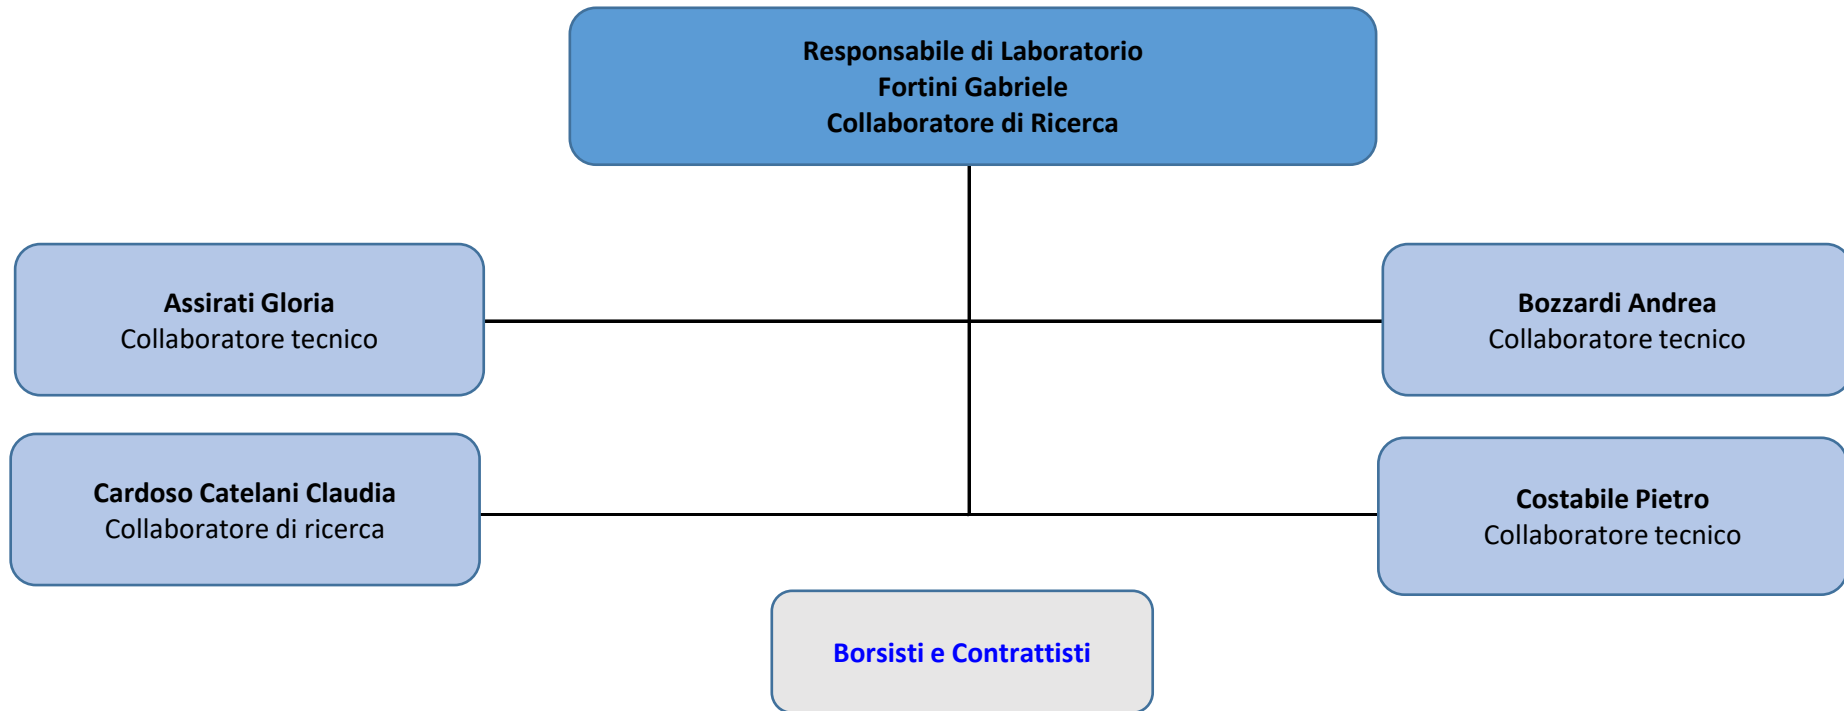 Responsabile di Laboratorio
Fortini Gabriele
Collaboratore di Ricerca
Assirati Gloria
Collaboratore tecnico
Bozzardi Andrea
Collaboratore tecnico
Cardoso Catelani Claudia
Collaboratore di ricerca
Costabile Pietro
Collaboratore tecnico
Borsisti e Contrattisti